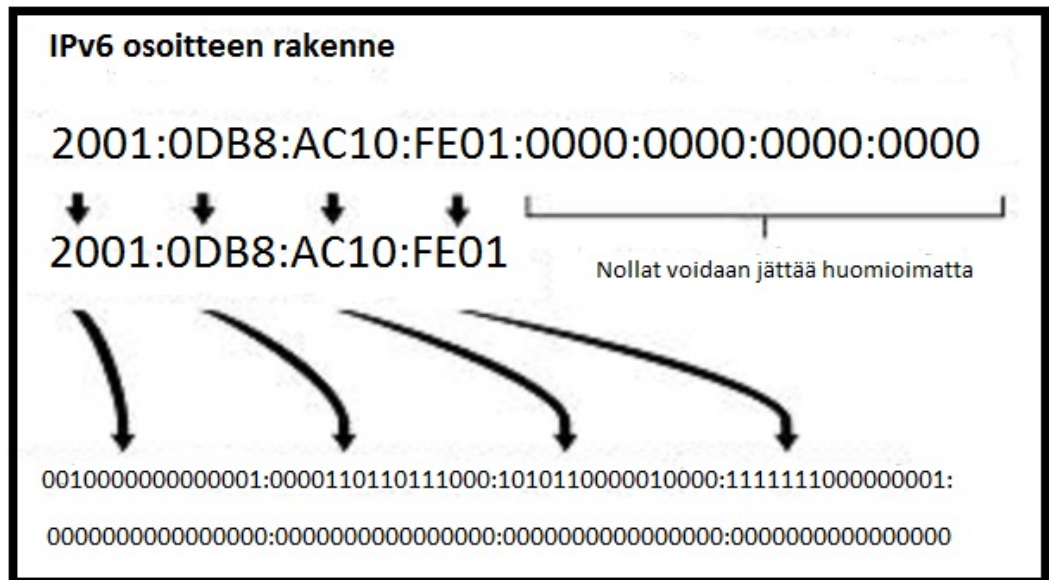 IPv6 osoitteen rakenne
2001:0DB8:AC10:FE01:0000:0000:0000:0000
2001:0DB8:AC10:FE01
Nollat voidaan jättää huomioimatta
0010000000000001:0000110110111000:1010110000010000:1111111000000001:
0000000000000000:0000000000000000:0000000000000000:0000000000000000